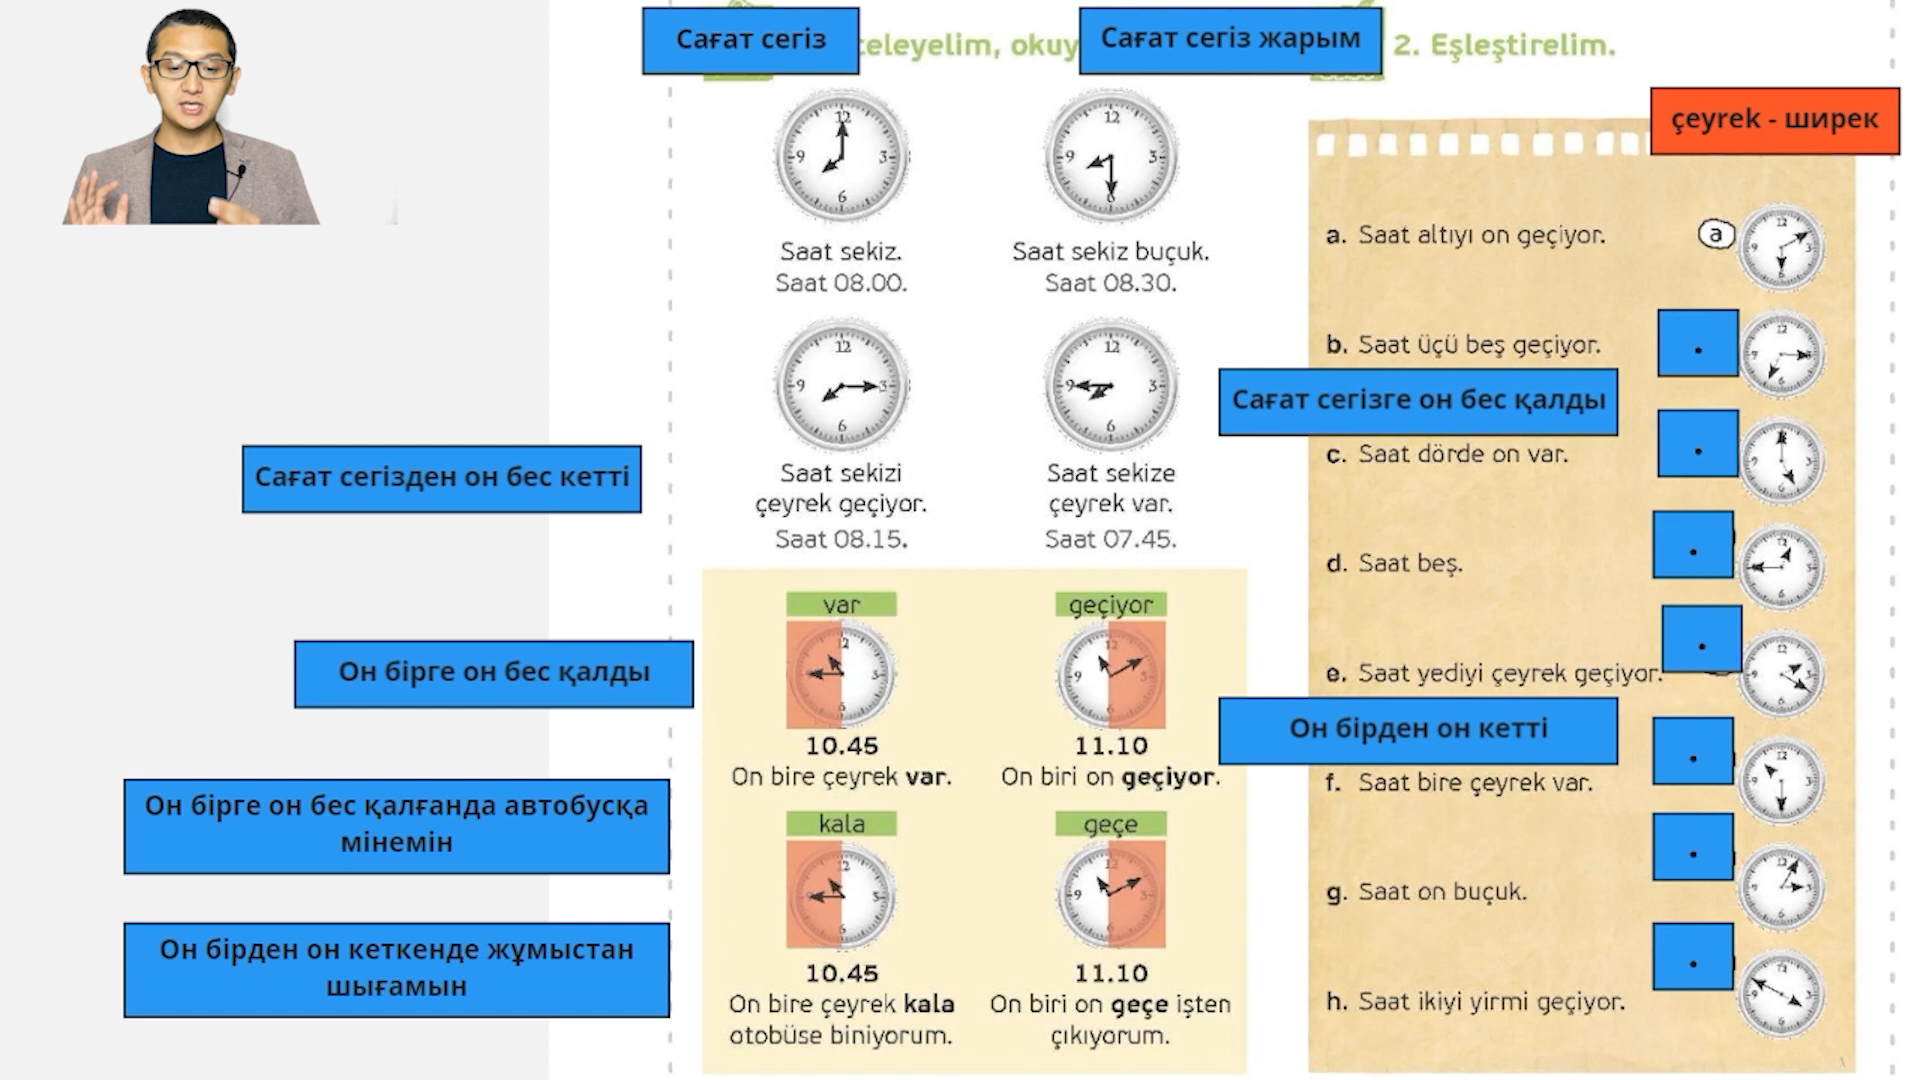 Сағат сегіз
teleyelim, okuy
Сағат сегіз жарым
2. Eşleştirelim.
çeyrek - ширек
Saat sekiz.
Saat 08.00.
Saat sekiz buçuk.
Saat 08.30.
Saat sekizi
çeyrek geçiyor.
Saat 08.15.
Saat sekize
çeyrek var.
Saat 07.45.
Сағат сегізден он бес кетті
Сағат сегізге он бес қалды
var
10.45
On bire çeyrek var.
geçiyor
11.10
On biri on geçiyor.
Он бірге он бес қалды
Он бірден он кетті
kala
10.45
On bire çeyrek kala
otobüse biniyorum.
geçe
11.10
On biri on geçe işten
çıkıyorum.
Он бірге он бес қалғанда автобусқа
мінемін
Он бірден он кеткенде жұмыстан
шығамын
a. Saat altıyı on geçiyor.
a
b. Saat üçü beş geçiyor.
c. Saat dörde on var.
d. Saat beş.
e. Saat yediyi çeyrek geçiyor.
f. Saat bire çeyrek var.
g. Saat on buçuk.
h. Saat ikiyi yirmi geçiyor.